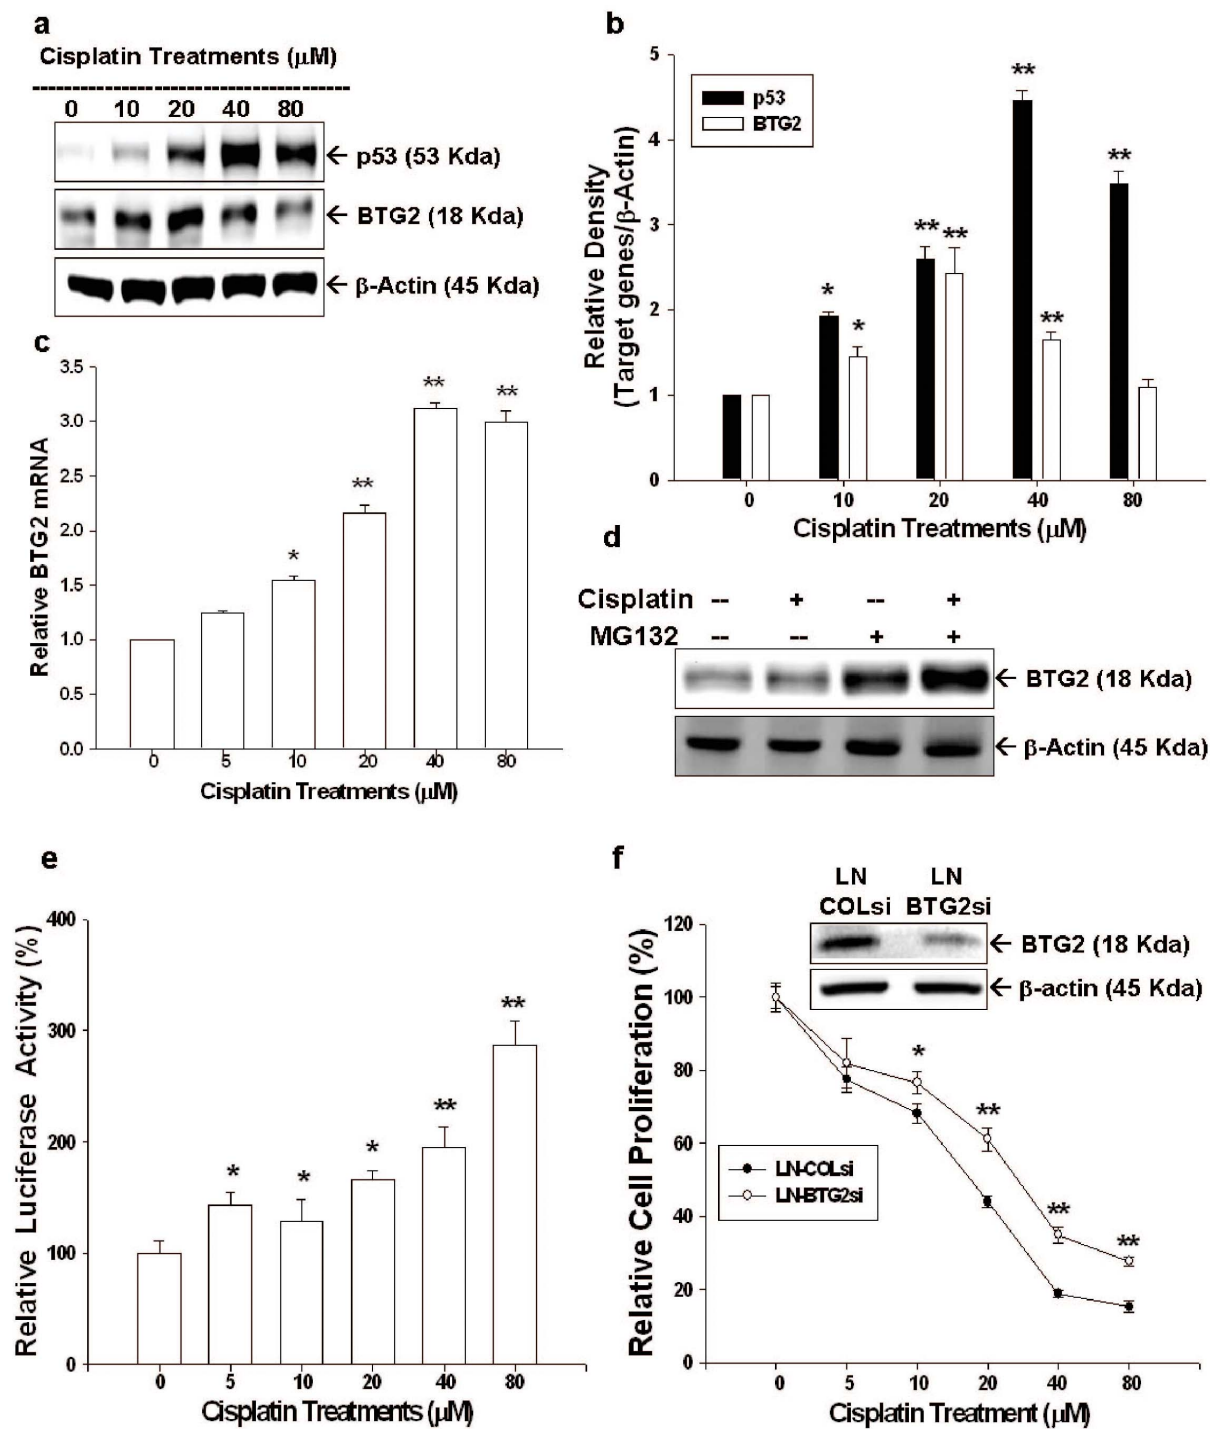 a
Cisplatin Treatments (μM)
0 10 20 40 80
p53 (53 Kda)
BTG2 (18 Kda)
β-Actin (45 Kda)
b
5
4
3
2
1
0
Relative Density
(Target genes/β-Actin)
p53
BTG2
* * ** ** ** ** **
0 10 20 40 80
Cisplatin Treatments (μM)
c
3.5
3.0
2.5
2.0
1.5
1.0
0.5
0.0
Relative BTG2 mRNA
* ** ** **
0 5 10 20 40 80
Cisplatin Treatments (μM)
d
Cisplatin -- + -- +
MG132 -- -- + +
BTG2 (18 Kda)
β-Actin (45 Kda)
e
400
300
200
100
0
Relative Luciferase Activity (%)
* * * ** **
0 5 10 20 40 80
Cisplatin Treatments (μM)
f
LN LN
COLsi BTG2si
BTG2 (18 Kda)
β-actin (45 Kda)
120
100
80
60
40
20
0
Relative Cell Proliferation (%)
* ** ** **
LN-COLsi
LN-BTG2si
0 5 10 20 40 80
Cisplatin Treatment (μM)